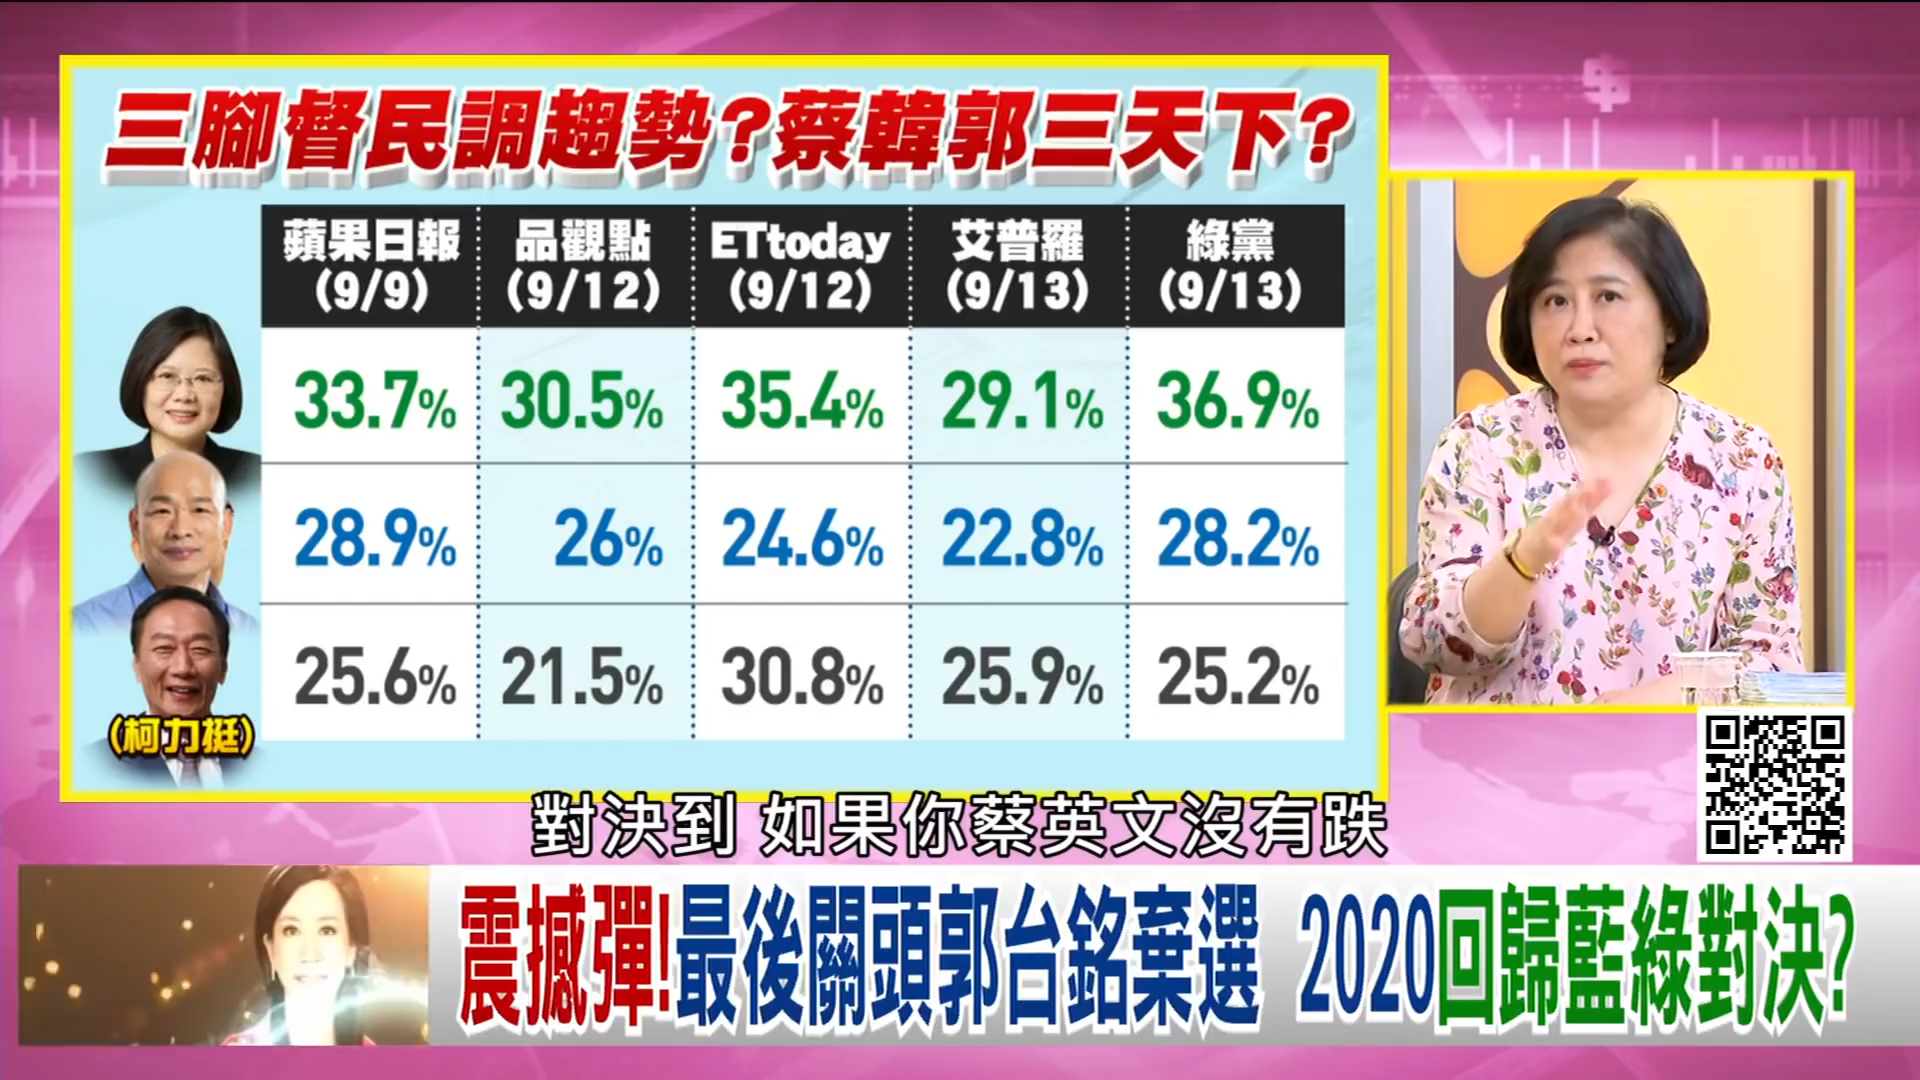 三腳督民調趨勢?蔡韓郭三天下?
蘋果日報 品觀點 ETtoday 艾普羅 綠黨
(9/9) (9/12) (9/12) (9/13) (9/13)
33.7% 30.5% 35.4% 29.1% 36.9%
28.9% 26% 24.6% 22.8% 28.2%
25.6% 21.5% 30.8% 25.9% 25.2%
(柯力挺)
對決到 如果你蔡英文沒有跌
震撼彈!最後關頭郭台銘棄選 2020回歸藍綠對決?